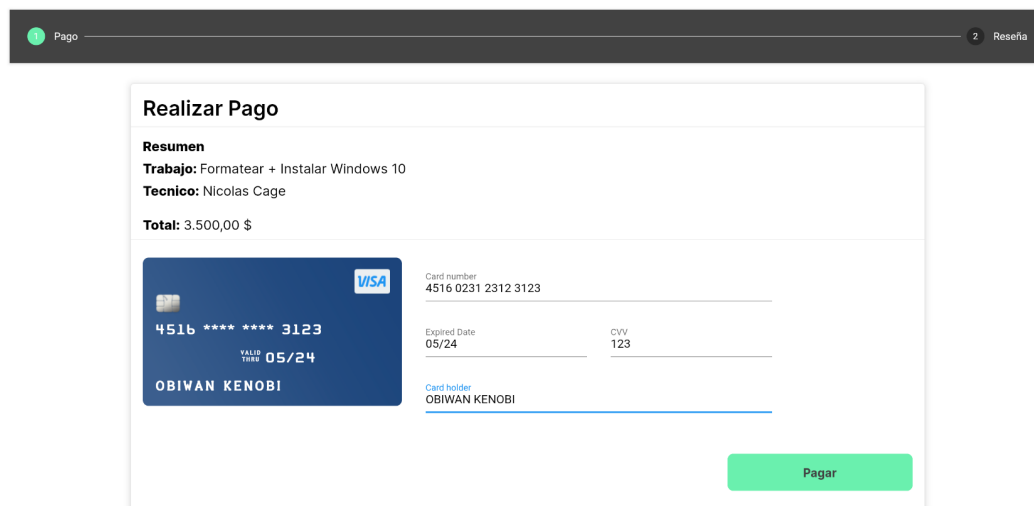 1 Pago
2 Reseña
Realizar Pago
Resumen
Trabajo: Formatear + Instalar Windows 10
Tecnico: Nicolas Cage
Total: 3.500,00 $
VISA
4516 **** **** 3123
VALID THRU 05/24
OBIWAN KENOBI
Card number
4516 0231 2312 3123
Expired Date
05/24
CVV
123
Card holder
OBIWAN KENOBI
Pagar